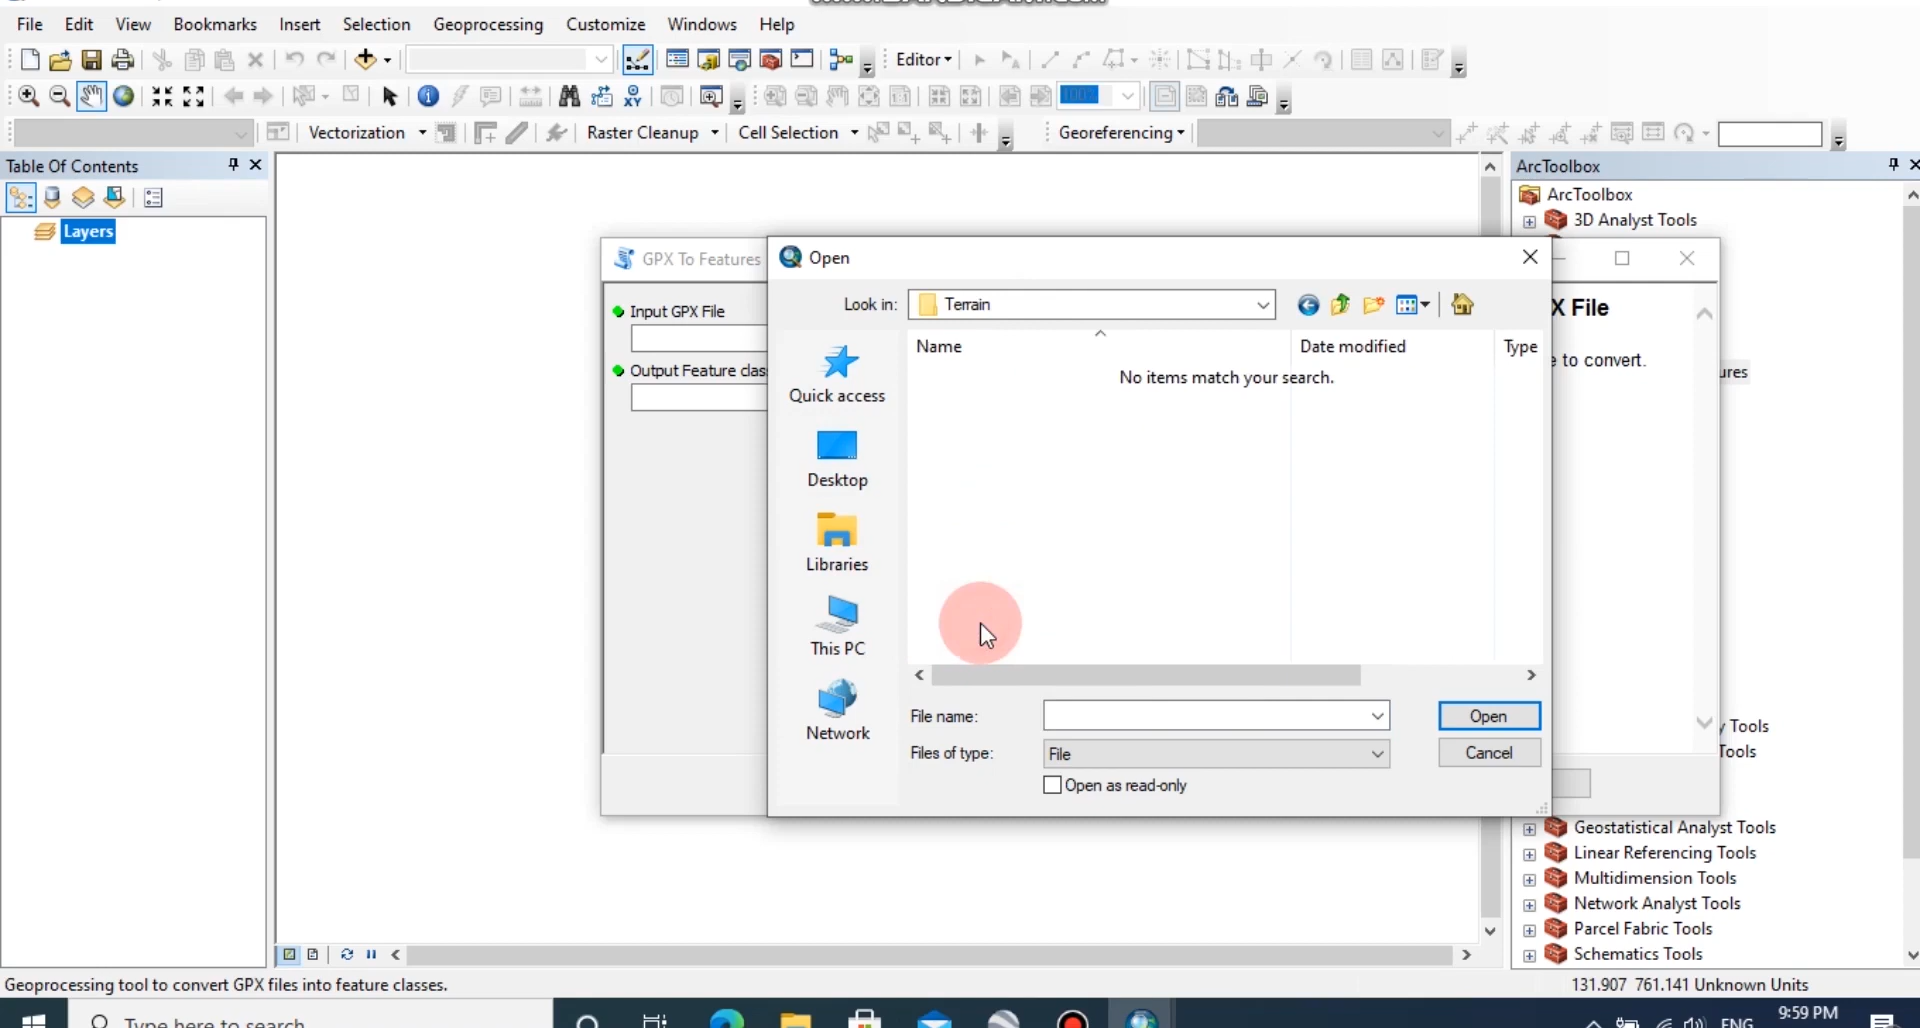 File Edit View Bookmarks Insert Selection Geoprocessing Customize Windows Help
Editor
100%
Vectorization Raster Cleanup Cell Selection Georeferencing
Table Of Contents
Layers
ArcToolbox
ArcToolbox
3D Analyst Tools
GPX To Features
Input GPX File
Output Feature clas
Open
Look in: Terrain
Name Date modified Type
No items match your search.
Quick access
Desktop
Libraries
This PC
Network
File name: Open
Files of type: File Cancel
Open as read-only
X File
e to convert.
ures
y Tools
Tools
Geostatistical Analyst Tools
Linear Referencing Tools
Multidimension Tools
Network Analyst Tools
Parcel Fabric Tools
Schematics Tools
Geoprocessing tool to convert GPX files into feature classes.
131.907 761.141 Unknown Units
Type here to search
ENG
9:59 PM